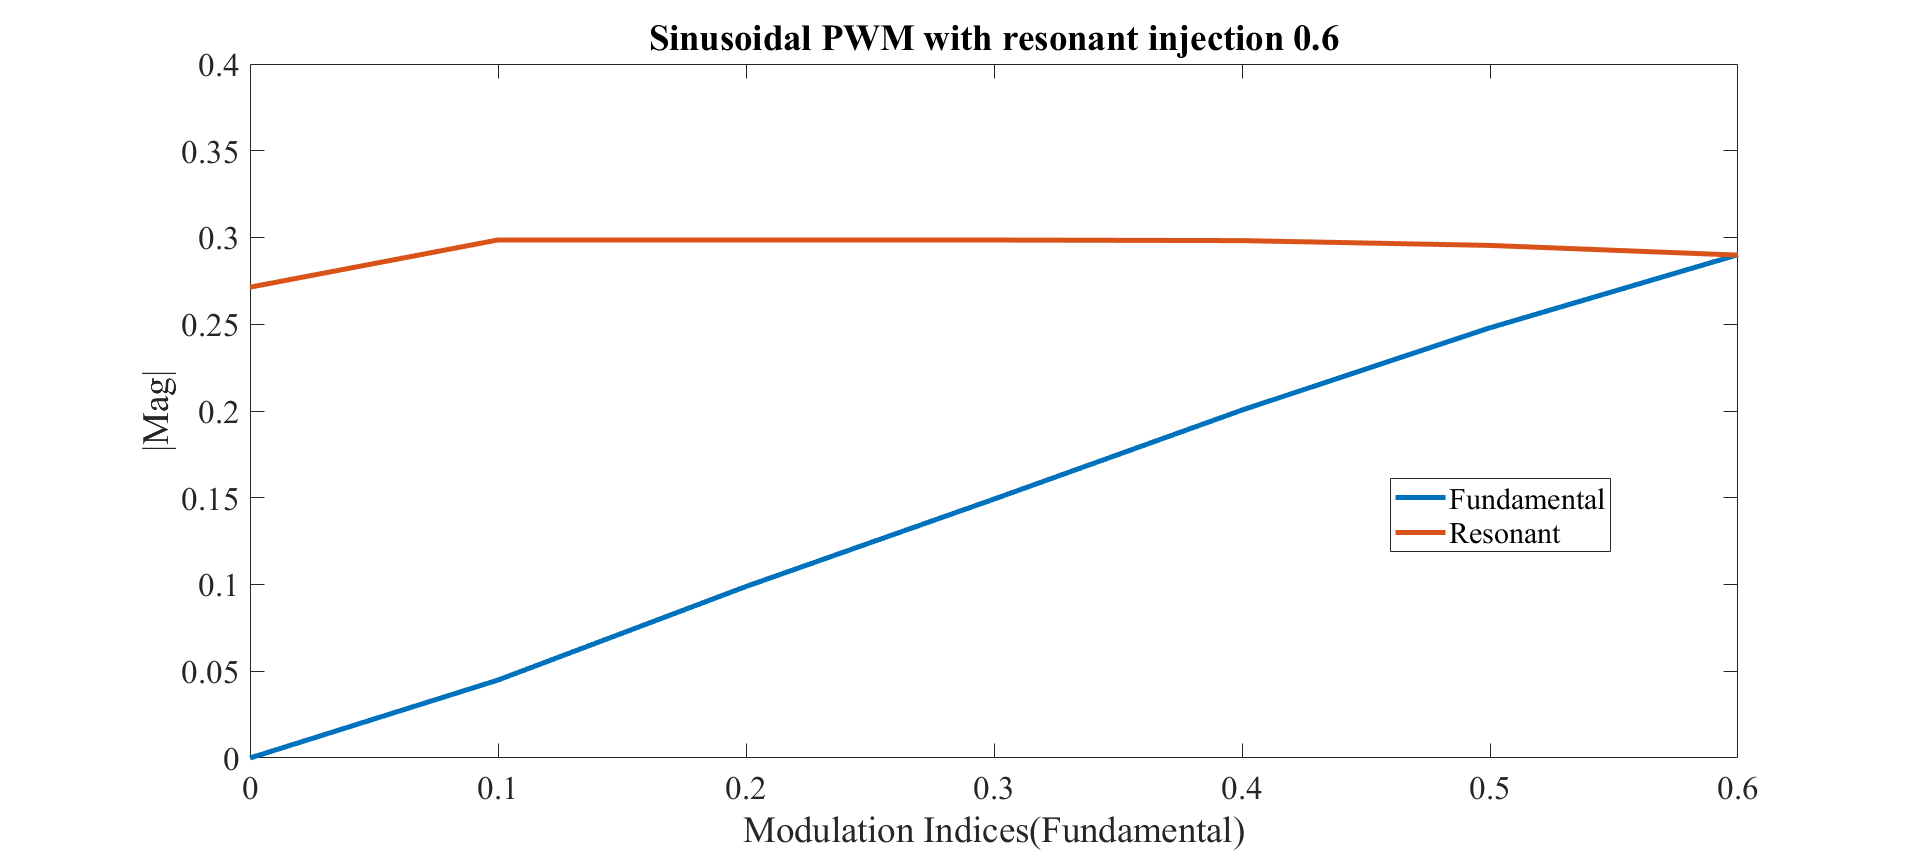 Sinusoidal PWM with resonant injection 0.6
0.4
0.35
0.3
0.25
0.2
0.15
0.1
0.05
0
|Mag|
Fundamental
Resonant
0 0.1 0.2 0.3 0.4 0.5 0.6
Modulation Indices(Fundamental)